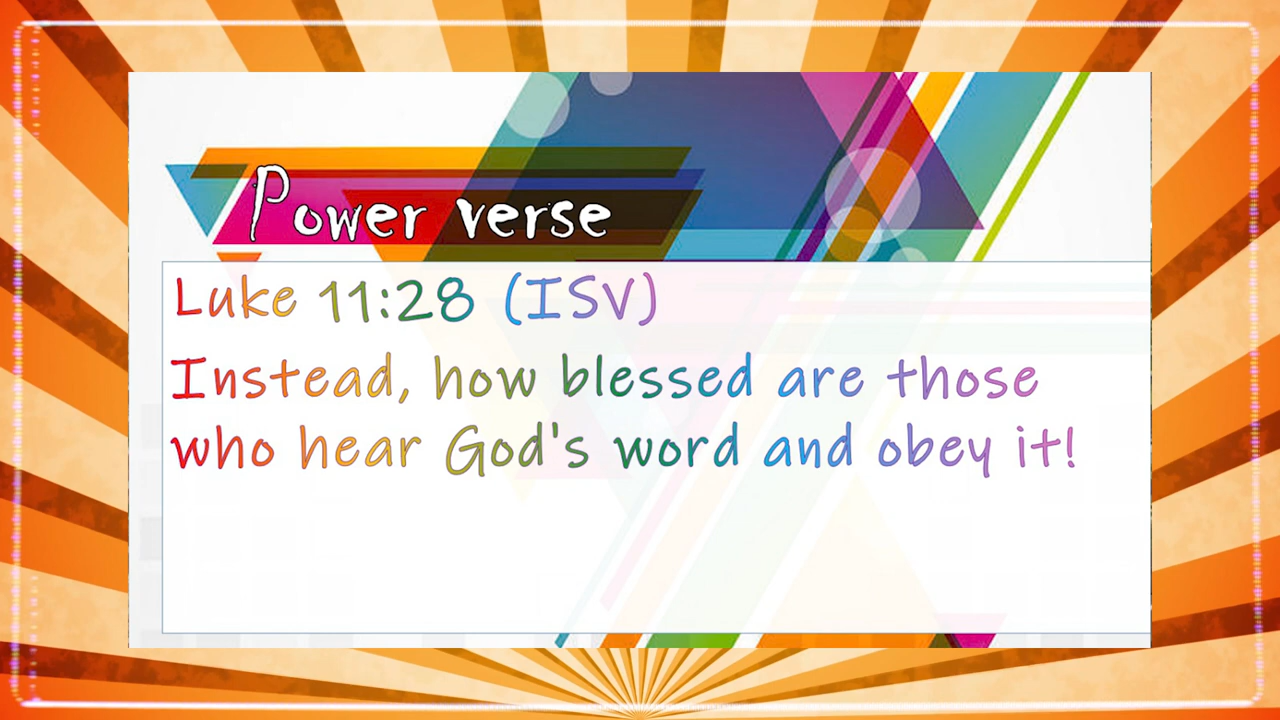 Power verse
Luke 11:28 (ISV)
Instead, how blessed are those
who hear God's word and obey it!